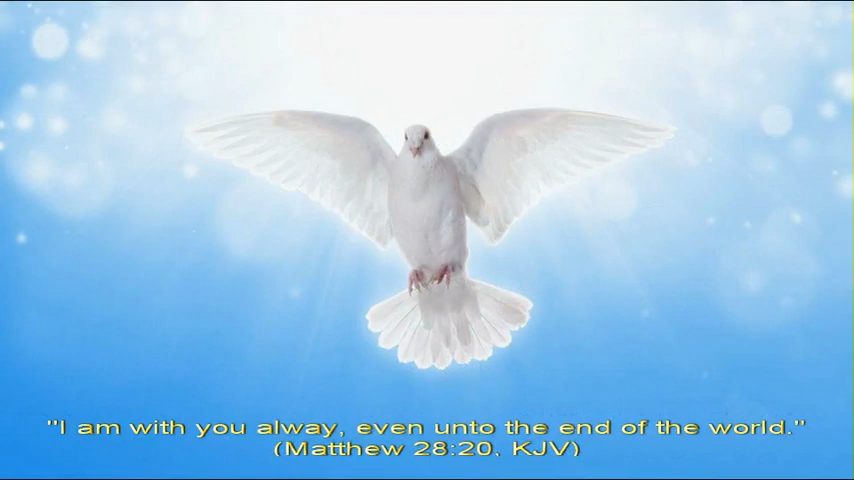 "I am with you alway, even unto the end of the world."
(Matthew 28:20, KJV)